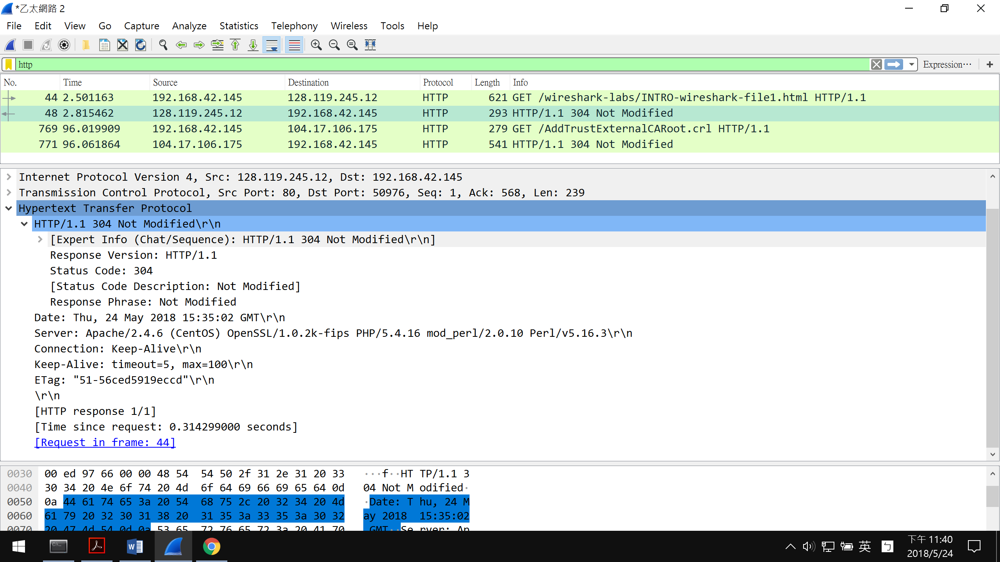 *乙太網路 2
File Edit View Go Capture Analyze Statistics Telephony Wireless Tools Help
http Expression··· +
No. Time Source Destination Protocol Length Info
44 2.501163 192.168.42.145 128.119.245.12 HTTP 621 GET /wireshark-labs/INTRO-wireshark-file1.html HTTP/1.1
48 2.815462 128.119.245.12 192.168.42.145 HTTP 293 HTTP/1.1 304 Not Modified
769 96.019909 192.168.42.145 104.17.106.175 HTTP 279 GET /AddTrustExternalCARoot.crl HTTP/1.1
771 96.061864 104.17.106.175 192.168.42.145 HTTP 541 HTTP/1.1 304 Not Modified
Internet Protocol Version 4, Src: 128.119.245.12, Dst: 192.168.42.145
Transmission Control Protocol, Src Port: 80, Dst Port: 50976, Seq: 1, Ack: 568, Len: 239
Hypertext Transfer Protocol
HTTP/1.1 304 Not Modified\r\n
[Expert Info (Chat/Sequence): HTTP/1.1 304 Not Modified\r\n]
Response Version: HTTP/1.1
Status Code: 304
[Status Code Description: Not Modified]
Response Phrase: Not Modified
Date: Thu, 24 May 2018 15:35:02 GMT\r\n
Server: Apache/2.4.6 (CentOS) OpenSSL/1.0.2k-fips PHP/5.4.16 mod_perl/2.0.10 Perl/v5.16.3\r\n
Connection: Keep-Alive\r\n
Keep-Alive: timeout=5, max=100\r\n
ETag: "51-56ced5919eccd"\r\n
\r\n
[HTTP response 1/1]
[Time since request: 0.314299000 seconds]
[Request in frame: 44]
0030 00 ed 97 66 00 00 48 54 54 50 2f 31 2e 31 20 33 ···f··HT TP/1.1 3
0040 30 34 20 4e 6f 74 20 4d 6f 64 69 66 69 65 64 0d 04 Not M odified·
0050 0a 44 61 74 65 3a 20 54 68 75 2c 20 32 34 20 4d ·Date: T hu, 24 M
0060 61 79 20 32 30 31 38 20 31 35 3a 33 35 3a 30 32 ay 2018 15:35:02
0070 20 47 4d 54 0d 0a 53 65 72 76 65 72 3a 20 41 70 GMT··Se rver: Ap
英 ㄅ 下午 11:40
2018/5/24